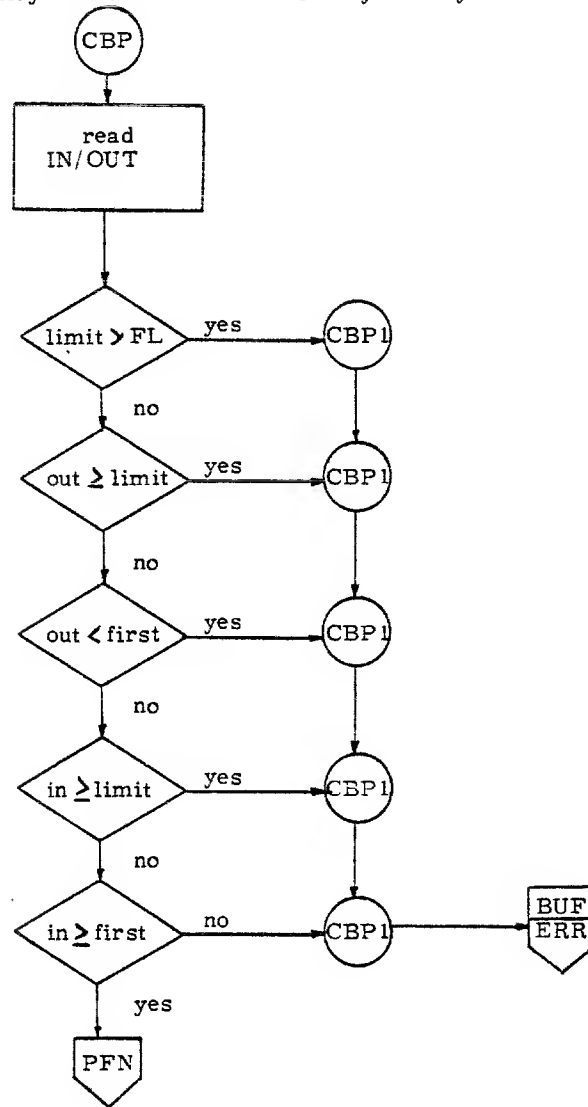 CBP
read
IN/OUT
limit > FL
yes
CBP1
no
out ≥ limit
yes
CBP1
no
out < first
yes
CBP1
no
in ≥ limit
yes
CBP1
no
in ≥ first
no
CBP1
BUF
ERR
yes
PFN